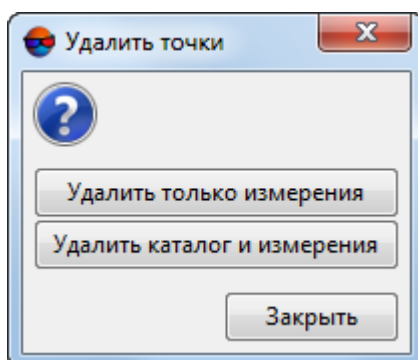 Удалить точки
Удалить только измерения
Удалить каталог и измерения
Закрыть